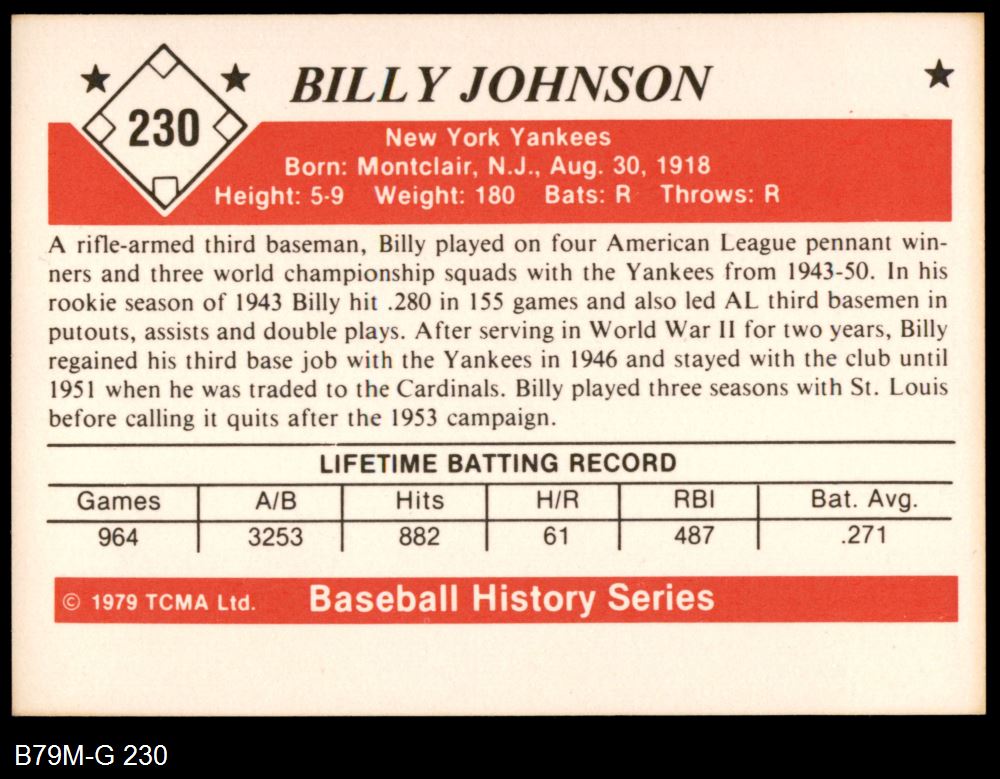 230
BILLY JOHNSON
New York Yankees
Born: Montclair, N.J., Aug. 30, 1918
Height: 5-9 Weight: 180 Bats: R Throws: R
A rifle-armed third baseman, Billy played on four American League pennant win-
ners and three world championship squads with the Yankees from 1943-50. In his
rookie season of 1943 Billy hit .280 in 155 games and also led AL third basemen in
putouts, assists and double plays. After serving in World War II for two years, Billy
regained his third base job with the Yankees in 1946 and stayed with the club until
1951 when he was traded to the Cardinals. Billy played three seasons with St. Louis
before calling it quits after the 1953 campaign.
LIFETIME BATTING RECORD
Games A/B Hits H/R RBI Bat. Avg.
964 3253 882 61 487 .271
© 1979 TCMA Ltd. Baseball History Series
B79M-G 230